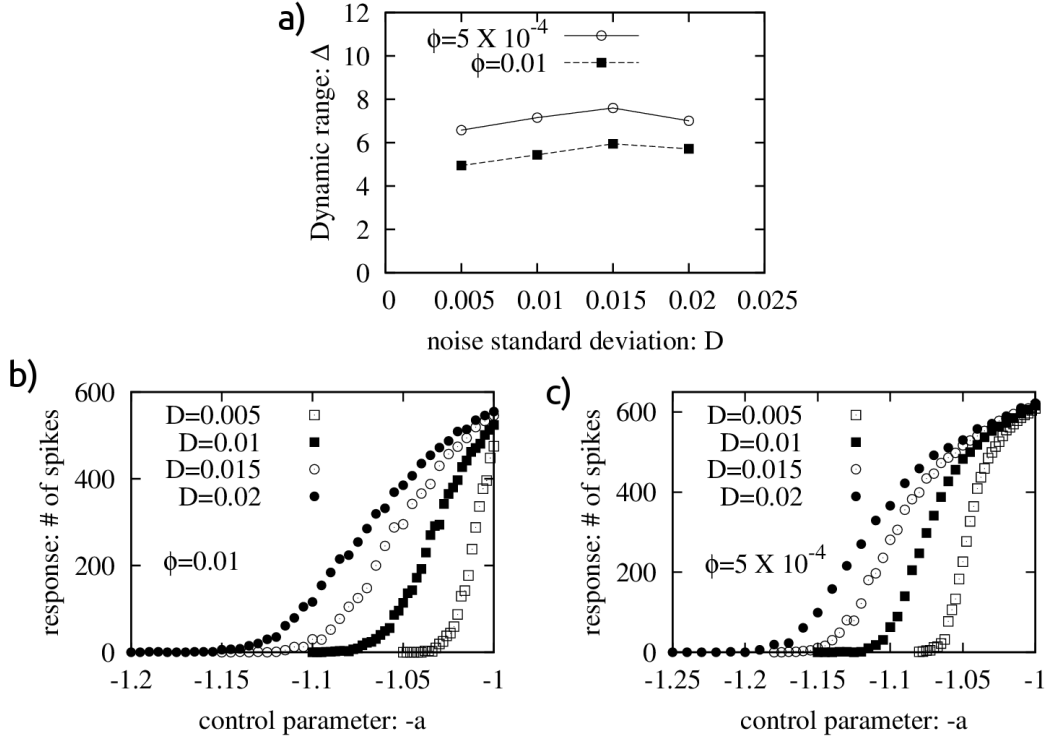 a)
12
10
8
6
4
2
0
Dynamic range: Δ
ϕ=5 X 10⁻⁴
ϕ=0.01
0 0.005 0.01 0.015 0.02 0.025
noise standard deviation: D
b)
600
400
200
0
response: # of spikes
D=0.005
D=0.01
D=0.015
D=0.02
ϕ=0.01
-1.2 -1.15 -1.1 -1.05 -1
control parameter: -a
c)
600
400
200
0
response: # of spikes
D=0.005
D=0.01
D=0.015
D=0.02
ϕ=5 X 10⁻⁴
-1.25 -1.2 -1.15 -1.1 -1.05 -1
control parameter: -a